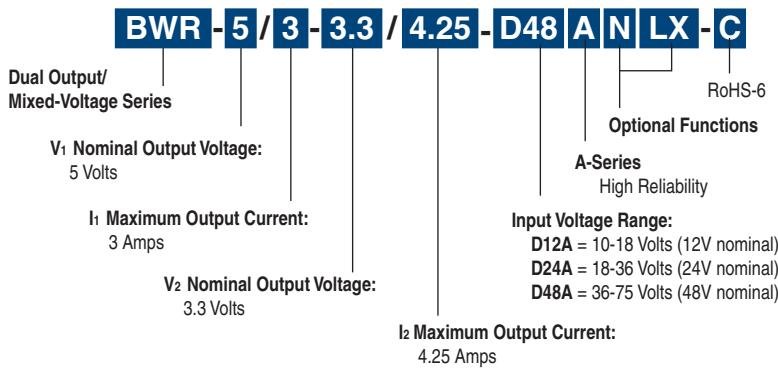 BWR - 5 / 3 - 3.3 / 4.25 - D48 A N LX - C
Dual Output/
Mixed-Voltage Series
RoHS-6
Optional Functions
V1 Nominal Output Voltage:
5 Volts
A-Series
High Reliability
I1 Maximum Output Current:
3 Amps
Input Voltage Range:
D12A = 10-18 Volts (12V nominal)
D24A = 18-36 Volts (24V nominal)
D48A = 36-75 Volts (48V nominal)
V2 Nominal Output Voltage:
3.3 Volts
I2 Maximum Output Current:
4.25 Amps